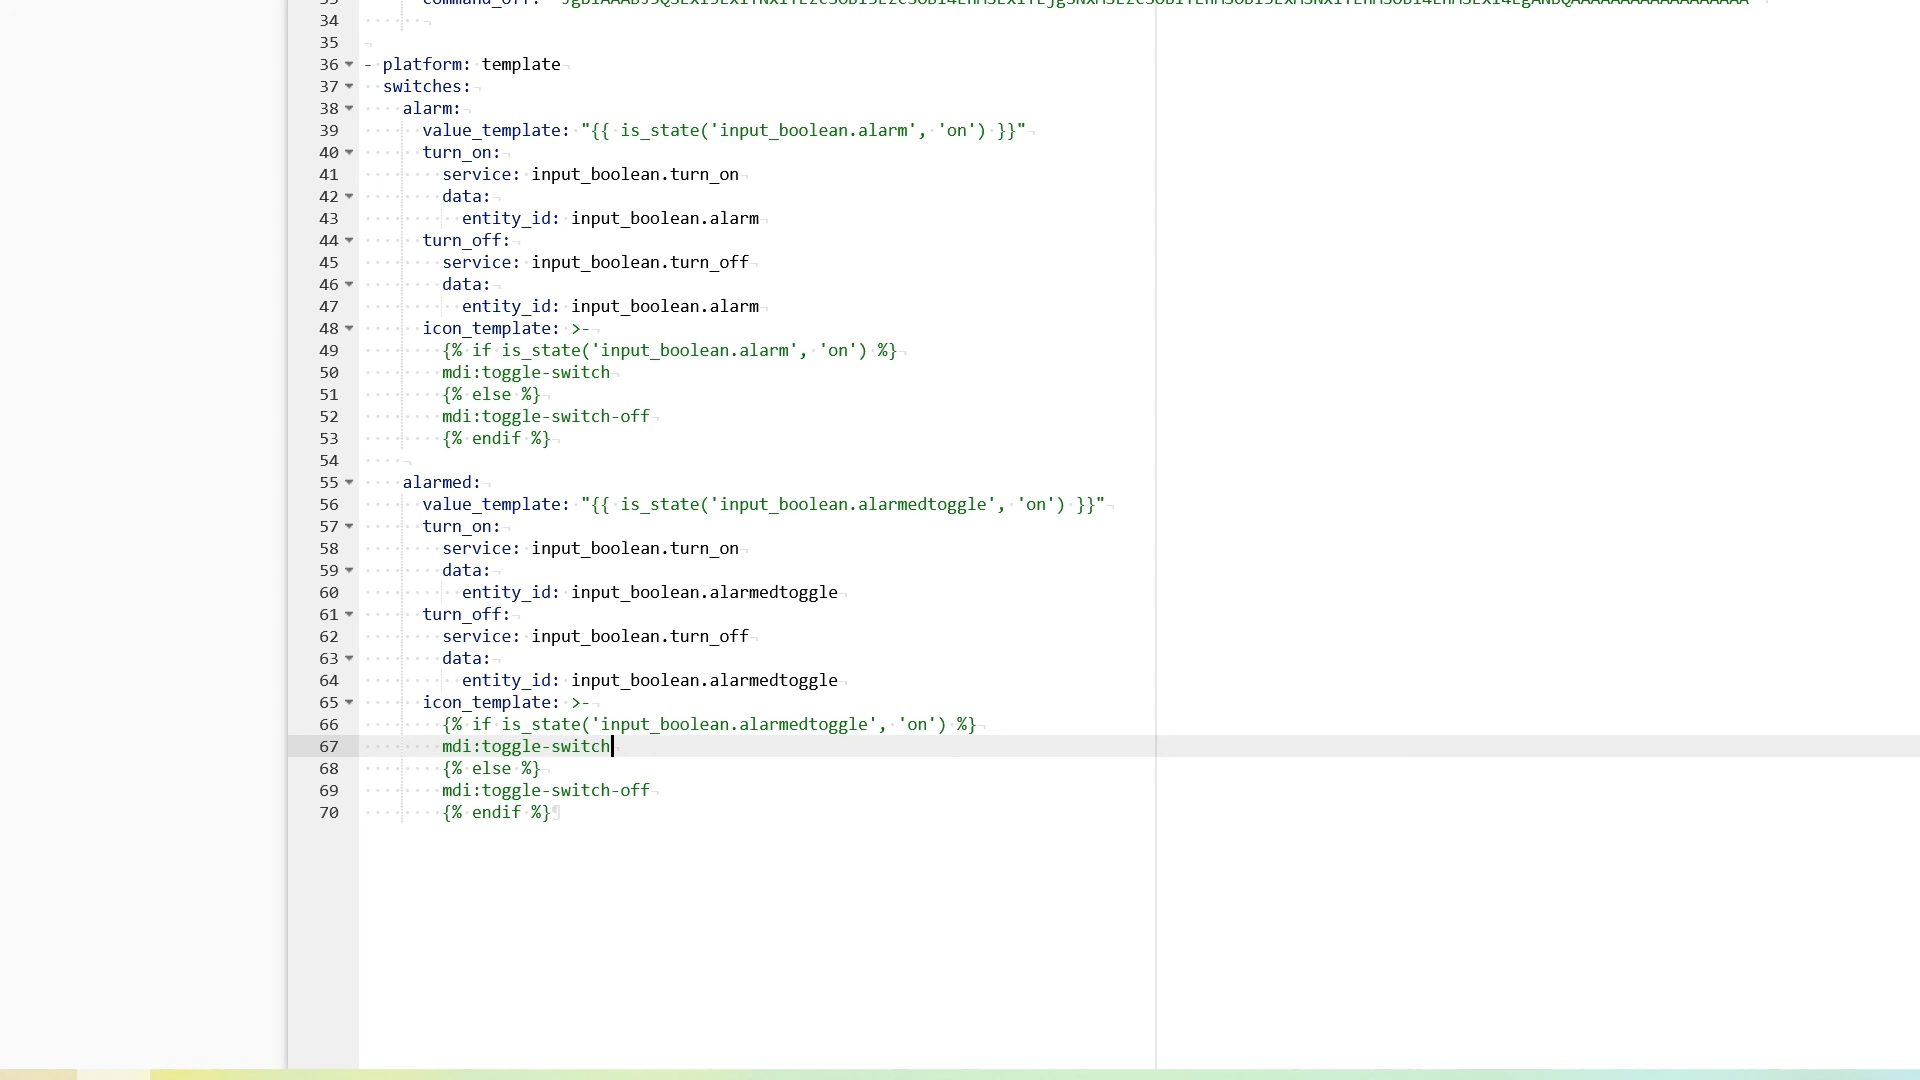 34
35
36 - platform: template
37 switches:
38 alarm:
39 value_template: "{{ is_state('input_boolean.alarm', 'on') }}"
40 turn_on:
41 service: input_boolean.turn_on
42 data:
43 entity_id: input_boolean.alarm
44 turn_off:
45 service: input_boolean.turn_off
46 data:
47 entity_id: input_boolean.alarm
48 icon_template: >-
49 {% if is_state('input_boolean.alarm', 'on') %}
50 mdi:toggle-switch
51 {% else %}
52 mdi:toggle-switch-off
53 {% endif %}
54
55 alarmed:
56 value_template: "{{ is_state('input_boolean.alarmedtoggle', 'on') }}"
57 turn_on:
58 service: input_boolean.turn_on
59 data:
60 entity_id: input_boolean.alarmedtoggle
61 turn_off:
62 service: input_boolean.turn_off
63 data:
64 entity_id: input_boolean.alarmedtoggle
65 icon_template: >-
66 {% if is_state('input_boolean.alarmedtoggle', 'on') %}
67 mdi:toggle-switch
68 {% else %}
69 mdi:toggle-switch-off
70 {% endif %}